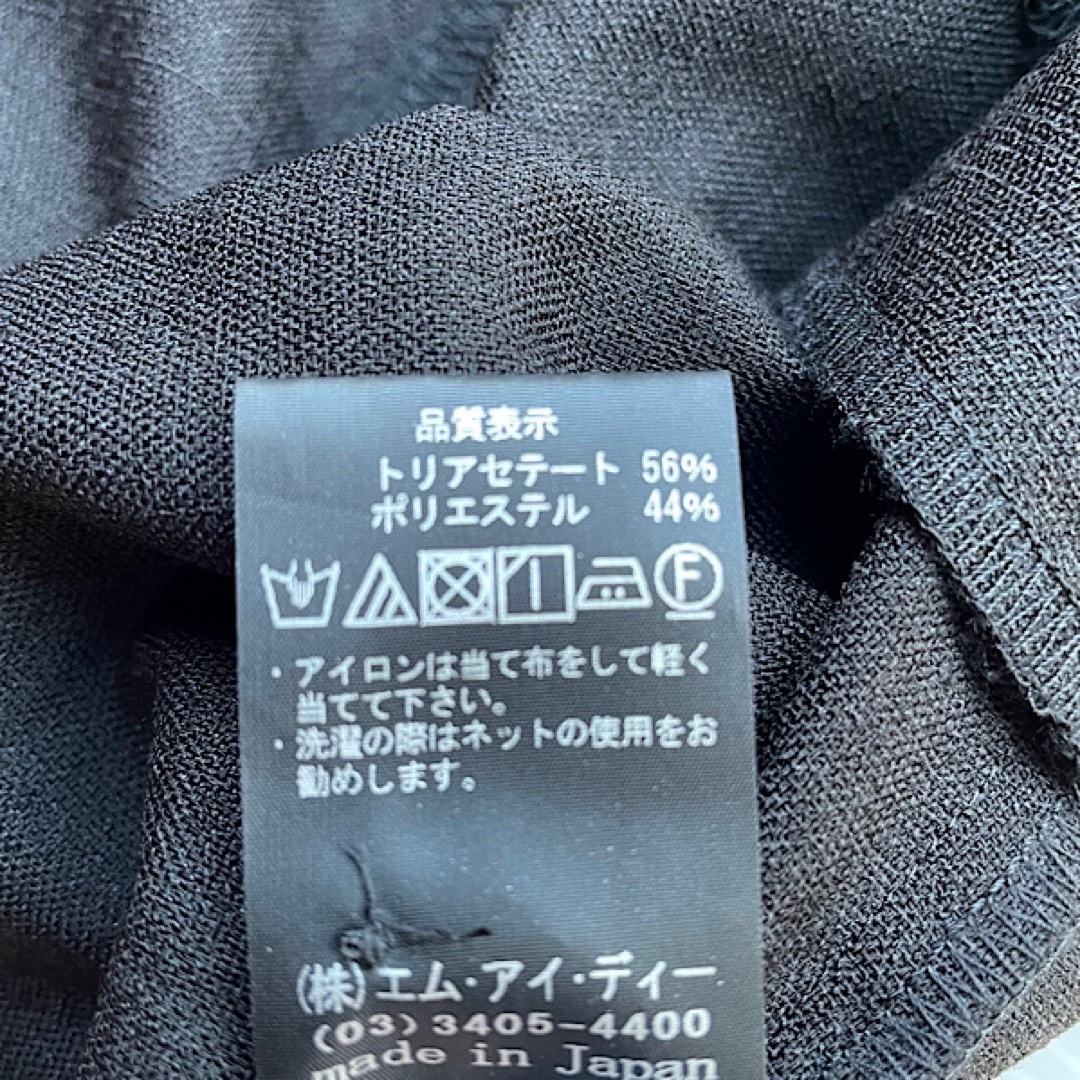 品質表示
トリアセテート 56%
ポリエステル 44%
F
・アイロンは当て布をして軽く
当てて下さい。
・洗濯の際はネットの使用をお
勧めします。
(株)エム・アイ・ディー
(03)3405-4400
made in Japan